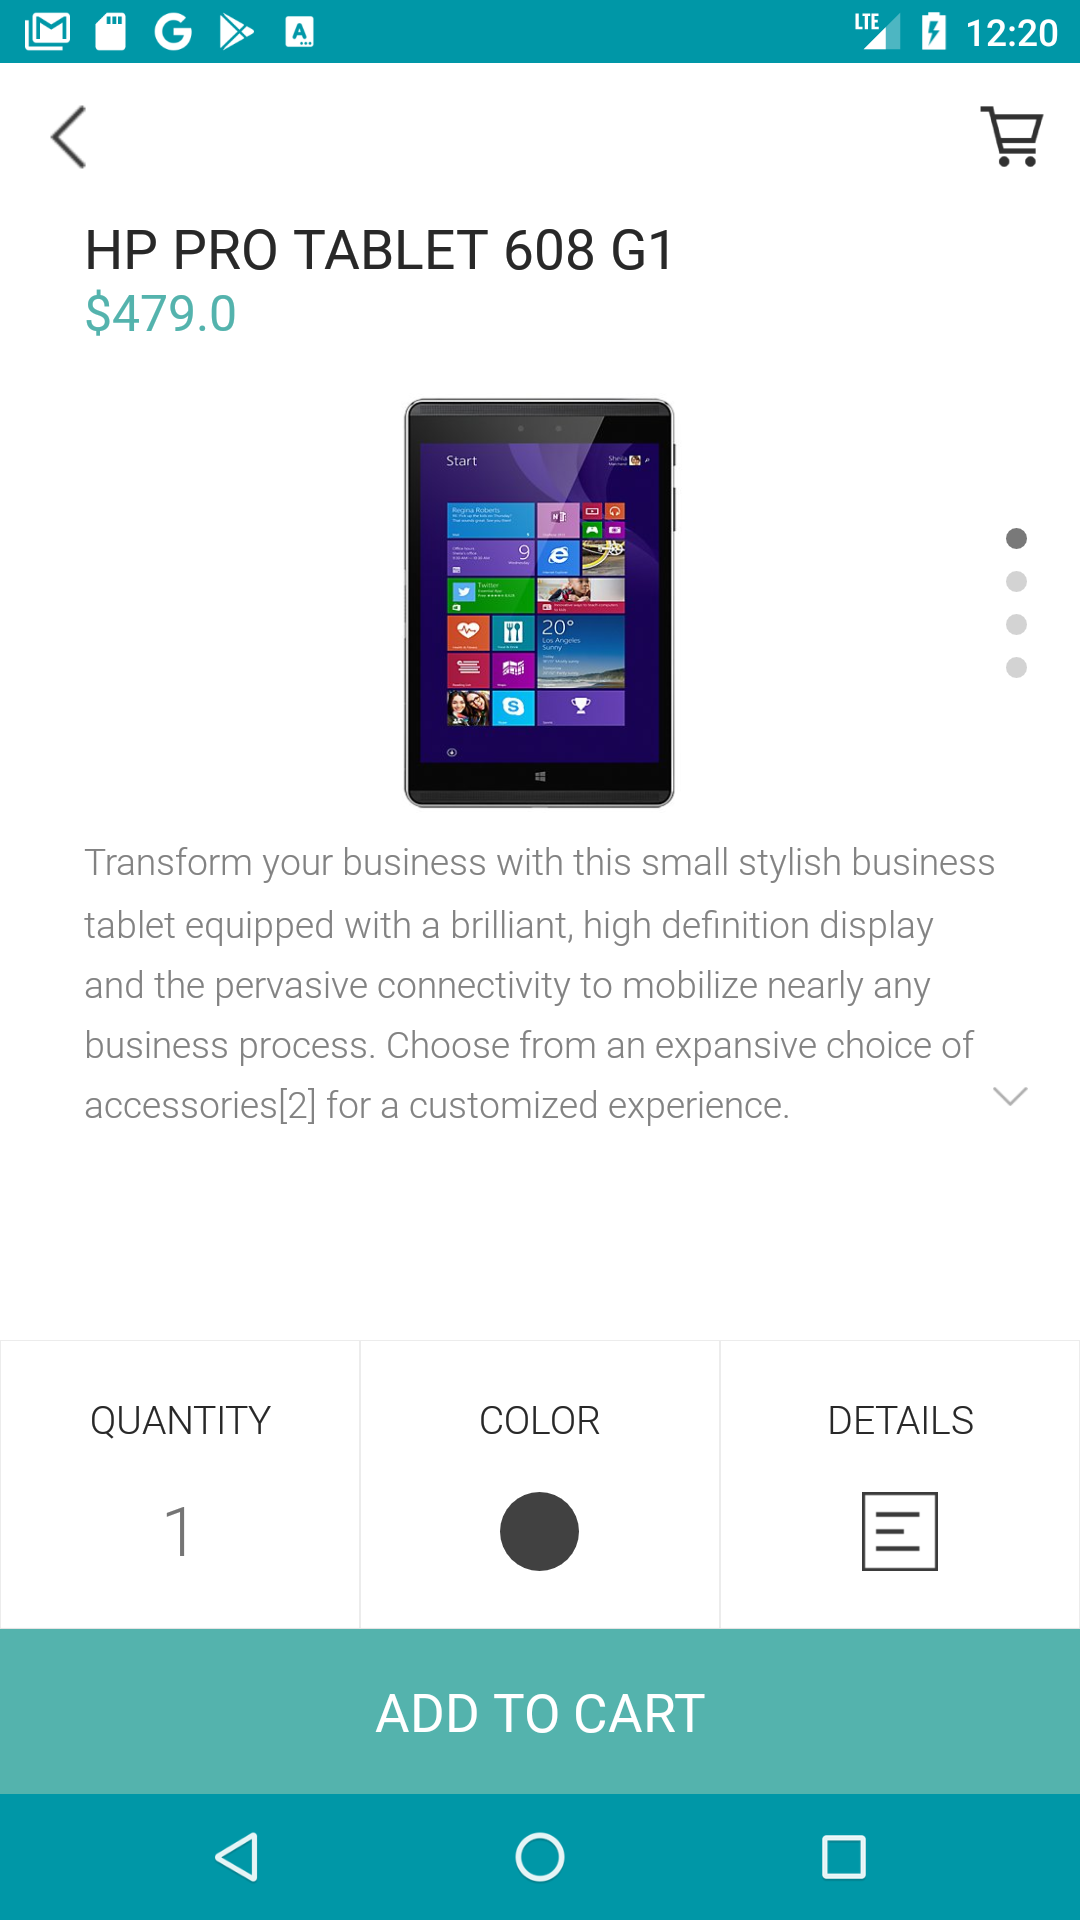 LTE 12:20
HP PRO TABLET 608 G1
$479.0
Start
Sheila
Regina Roberts
9
Twitter
20°
Los Angeles
Sunny
Transform your business with this small stylish business
tablet equipped with a brilliant, high definition display
and the pervasive connectivity to mobilize nearly any
business process. Choose from an expansive choice of
accessories[2] for a customized experience.
QUANTITY COLOR DETAILS
1
ADD TO CART